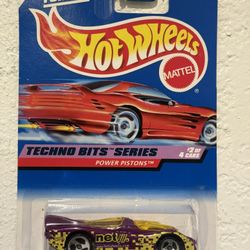 Hot Wheels
MATTEL
TECHNO BITS™ SERIES
#3 OF
4 CARS
POWER PISTONS™
net